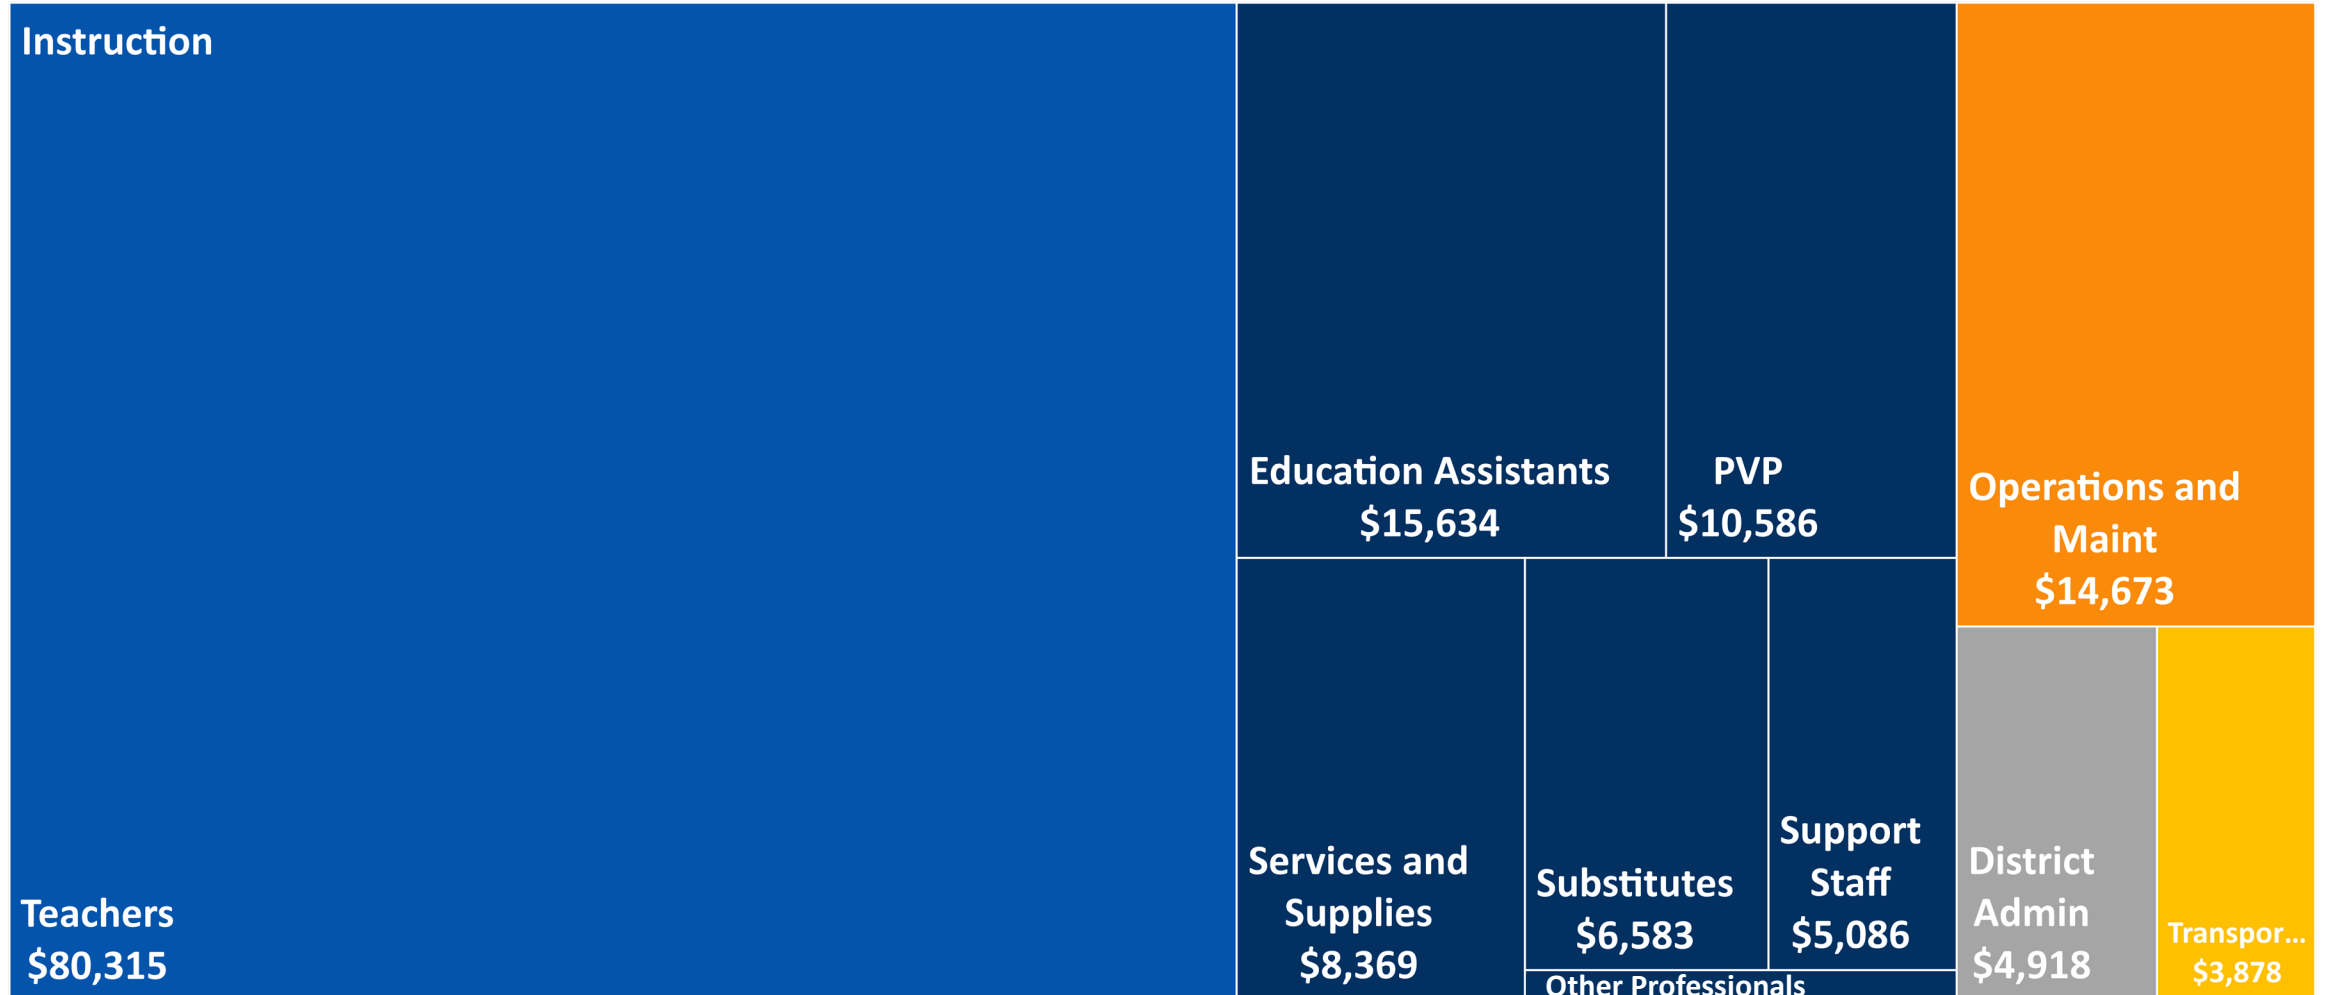 Instruction
Teachers
$80,315
Education Assistants
$15,634
PVP
$10,586
Services and
Supplies
$8,369
Substitutes
$6,583
Support
Staff
$5,086
Other Professionals
Operations and
Maint
$14,673
District
Admin
$4,918
Transpor...
$3,878